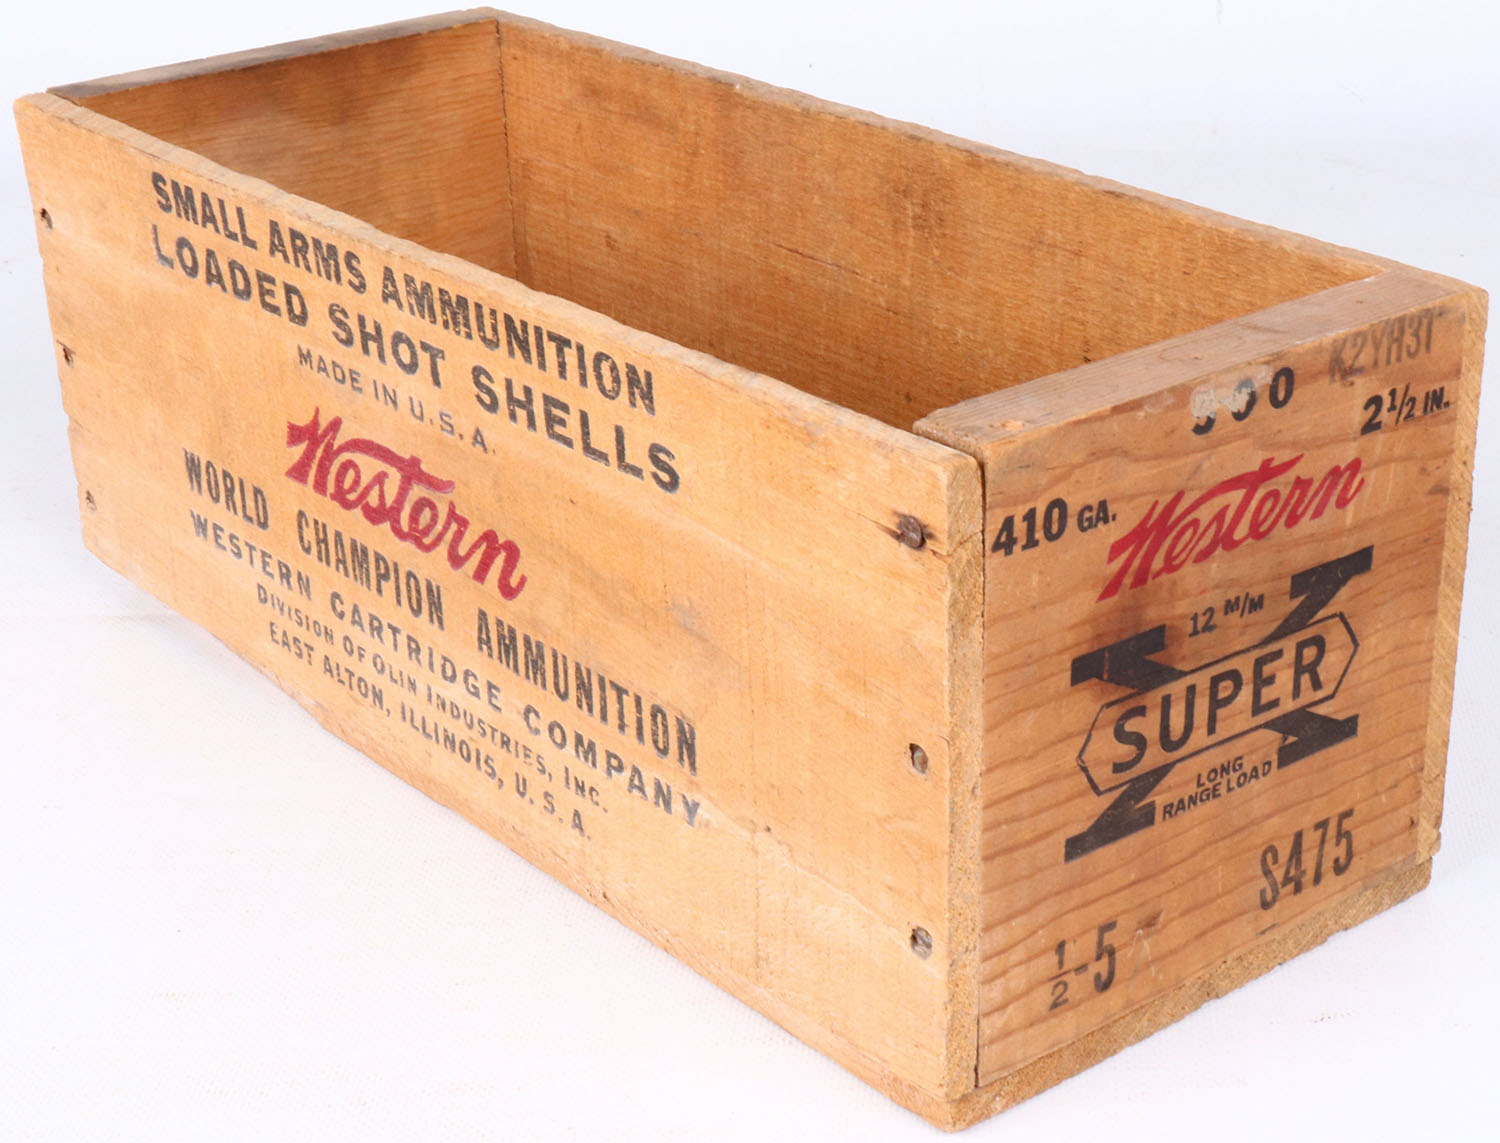 SMALL ARMS AMMUNITION
LOADED SHOT SHELLS
MADE IN U.S.A.
Western
WORLD CHAMPION AMMUNITION
WESTERN CARTRIDGE COMPANY
DIVISION OF OLIN INDUSTRIES, INC.
EAST ALTON, ILLINOIS, U.S.A.
K2YH31
500
2 1/2 IN.
410 GA.
Western
12 M/M
SUPER X
LONG
RANGE LOAD
S475
1/2-5